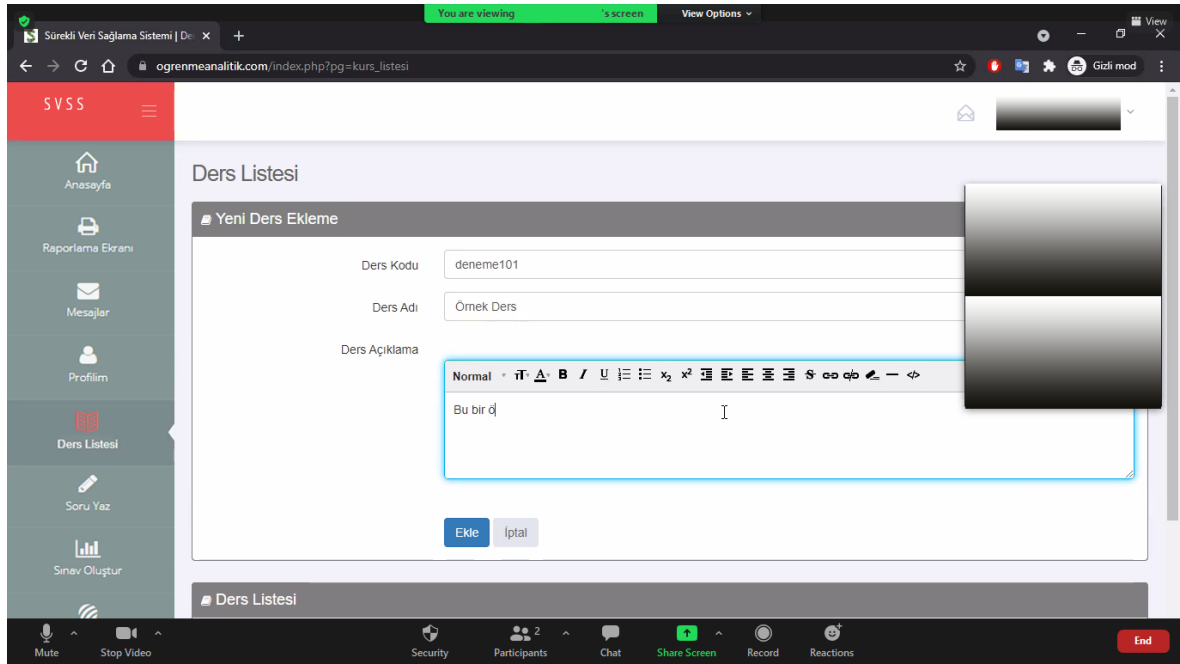 You are viewing 's screen View Options
View
Sürekli Veri Sağlama Sistemi | De
ogrenmeanalitik.com/index.php?pg=kurs_listesi
Gizli mod
SVSS
Anasayfa
Raporlama Ekranı
Mesajlar
Profilim
Ders Listesi
Soru Yaz
Sınav Oluştur
Ders Listesi
Yeni Ders Ekleme
Ders Kodu deneme101
Ders Adı Örnek Ders
Ders Açıklama
Normal
Bu bir ö
Ekle İptal
Ders Listesi
Mute Stop Video Security Participants 2 Chat Share Screen Record Reactions End